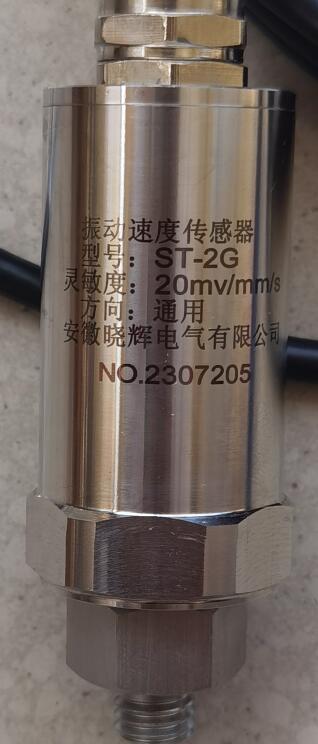 振动速度传感器
型号：ST-2G
灵敏度：20mv/mm/s
方向：通用
安徽晓辉电气有限公司
NO.2307205